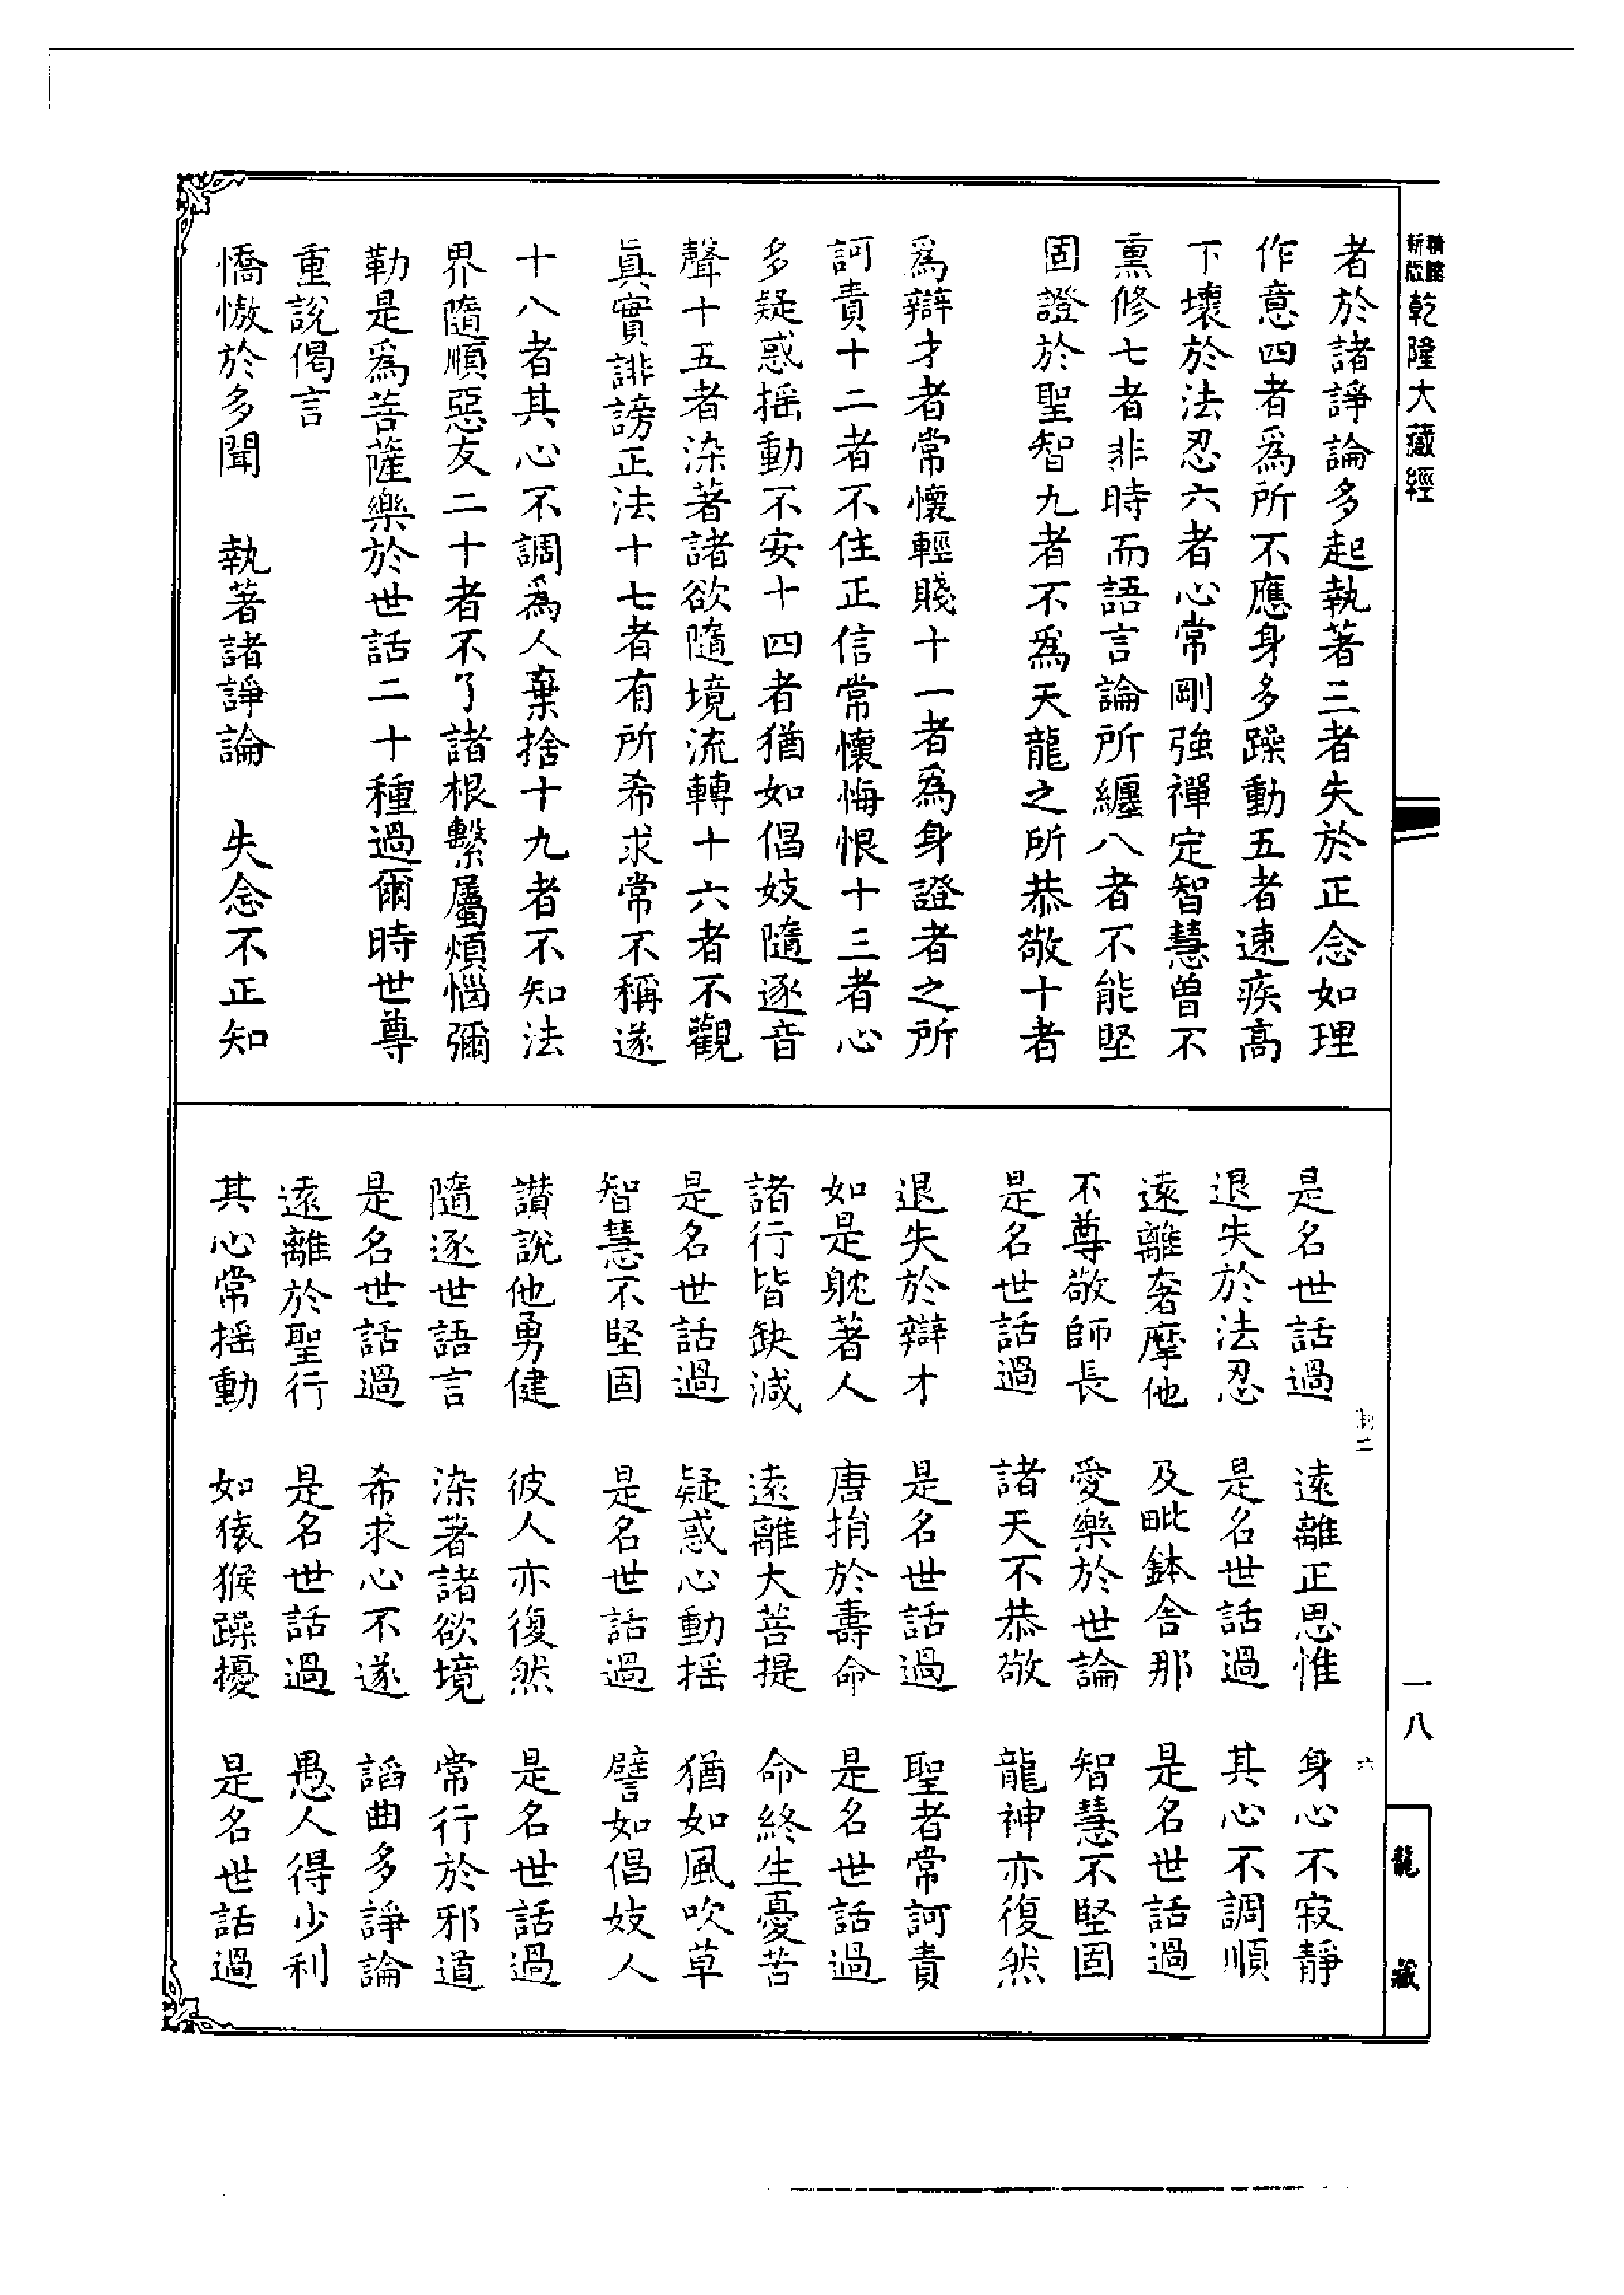 乾隆大藏經
者於諸諍論多起執著三者失於正念如理
作意四者爲所不應身多躁動五者速疾高
下壞於法忍六者心常剛強禪定智慧曾不
熏修七者非時而語言論所纏八者不能堅
固證於聖智九者不爲天龍之所恭敬十者
爲辯才者常懷輕賤十一者爲身證者之所
訶責十二者不住正信常懷悔恨十三者心
多疑惑揺動不安十四者猶如倡妓隨逐音
聲十五者染著諸欲隨境流轉十六者不觀
眞實誹謗正法十七者有所希求常不稱遂
十八者其心不調爲人棄捨十九者不知法
界隨順惡友二十者不了諸根繫屬煩惱彌
勒是爲菩薩樂於世話二十種過爾時世尊
重說偈言
憍慠於多聞　執著諸諍論　失念不正知
是名世話過　遠離正思惟　身心不寂靜
退失於法忍　是名世話過　其心不調順
遠離奢摩他　及毗鉢舍那　是名世話過
不尊敬師長　愛樂於世論　智慧不堅固
是名世話過　諸天不恭敬　龍神亦復然
退失於辯才　是名世話過　聖者常訶責
如是躭著人　唐捐於壽命　是名世話過
諸行皆缺減　遠離大菩提　命終生憂苦
是名世話過　疑惑心動揺　猶如風吹草
智慧不堅固　是名世話過　譬如倡妓人
讚說他勇健　彼人亦復然　是名世話過
隨逐世語言　染著諸欲境　常行於邪道
是名世話過　希求心不遂　諂曲多諍論
遠離於聖行　是名世話過　愚人得少利
其心常揺動　如猿猴躁擾　是名世話過
一八
六
龍藏